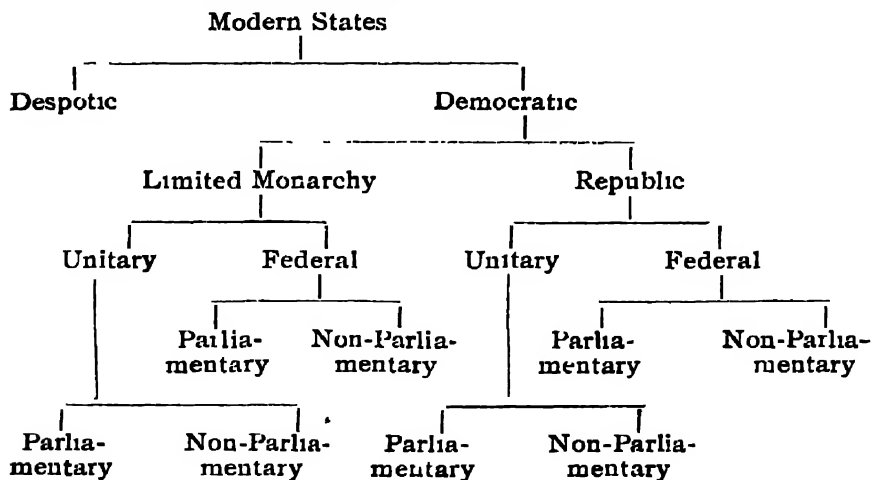 Modern States
Despotic Democratic
Limited Monarchy Republic
Unitary Federal Unitary Federal
Parlia- Non-Parlia- Parlia- Non-Parlia-
mentary mentary mentary mentary
Parlia- Non-Parlia- Parlia- Non-Parlia-
mentary mentary mentary mentary